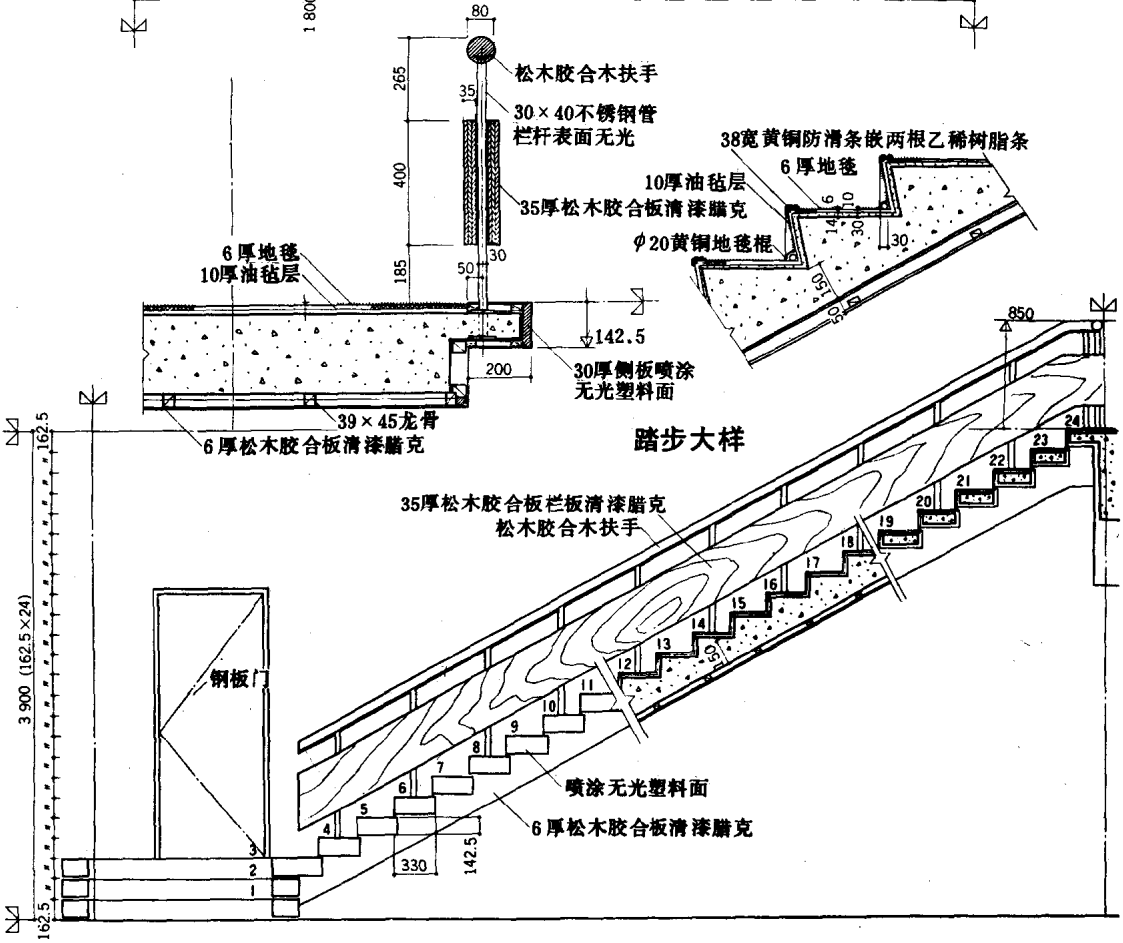 1 800
80
265
松木胶合木扶手
35
30×40不锈钢管
栏杆表面无光
400
35厚松木胶合板清漆腊克
30
50
185
6厚地毯
10厚油毡层
142.5
200
30厚侧板喷涂
无光塑料面
39×45龙骨
6厚松木胶合板清漆腊克
38宽黄铜防滑条嵌两根乙稀树脂条
6厚地毯
10厚油毡层
6
10
14
30
30
φ20黄铜地毯棍
150
50
踏步大样
850
162.5
3 900 (162.5×24)
162.5
35厚松木胶合板栏板清漆腊克
松木胶合木扶手
钢板门
24
23
22
21
20
19
18
17
16
15
14
13
12
11
10
9
8
7
6
5
4
3
2
1
150
喷涂无光塑料面
6厚松木胶合板清漆腊克
330
142.5